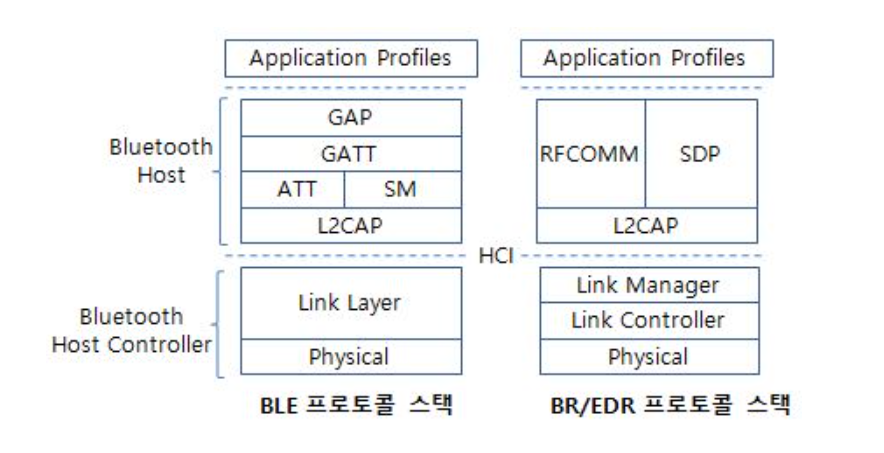 Application Profiles
Application Profiles
Bluetooth
Host
GAP
GATT
ATT SM
L2CAP
RFCOMM SDP
L2CAP
HCI
Bluetooth
Host Controller
Link Layer
Physical
Link Manager
Link Controller
Physical
BLE 프로토콜 스택
BR/EDR 프로토콜 스택